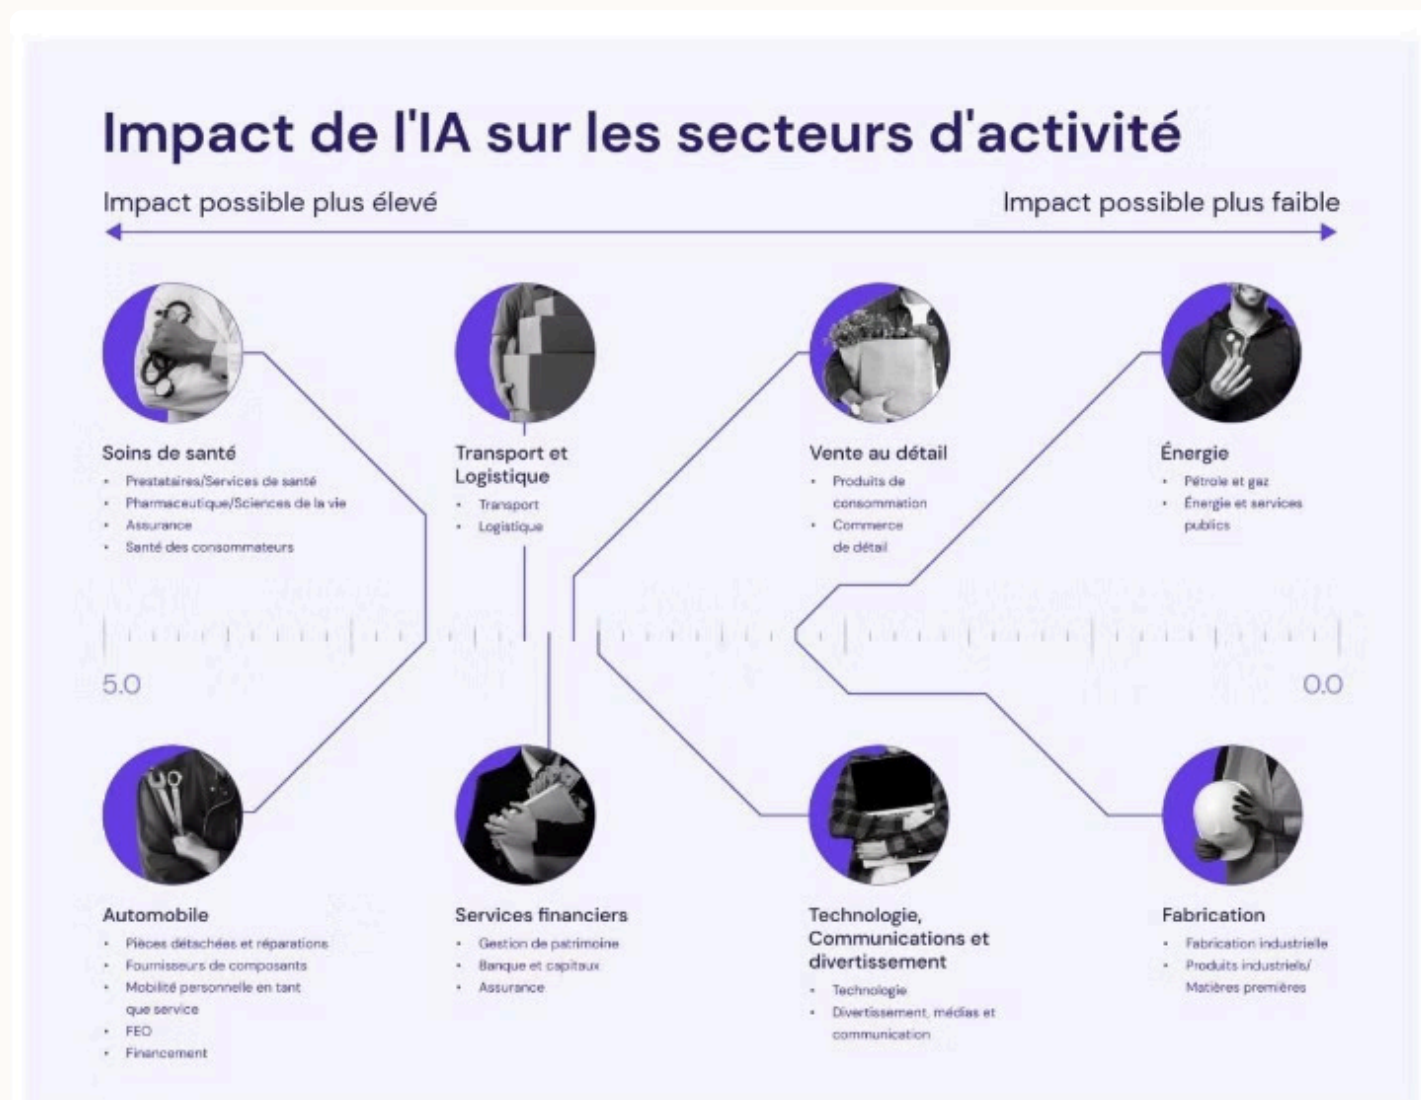 Impact de l'IA sur les secteurs d'activité
Impact possible plus élevé
Impact possible plus faible
Soins de santé
• Prestataires/Services de santé
• Pharmaceutique/Sciences de la vie
• Assurance
• Santé des consommateurs
Transport et
Logistique
• Transport
• Logistique
Vente au détail
• Produits de
consommation
• Commerce
de détail
Énergie
• Pétrole et gaz
• Énergie et services
publics
5.0
0.0
Automobile
• Pièces détachées et réparations
• Fournisseurs de composants
• Mobilité personnelle en tant
que service
• FEO
• Financement
Services financiers
• Gestion de patrimoine
• Banque et capitaux
• Assurance
Technologie,
Communications et
divertissement
• Technologie
• Divertissement, médias et
communication
Fabrication
• Fabrication industrielle
• Produits industriels/
Matières premières